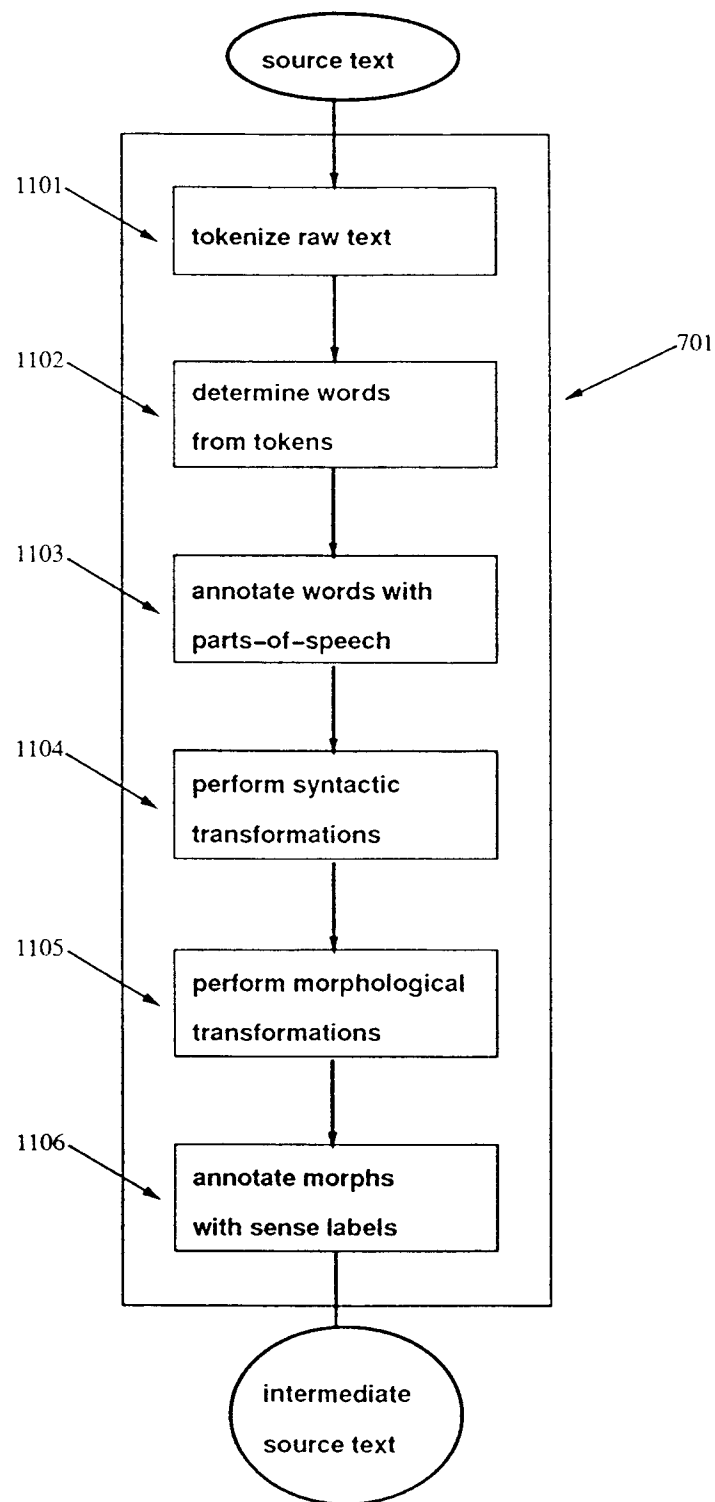 source text
1101
tokenize raw text
701
1102
determine words
from tokens
1103
annotate words with
parts-of-speech
1104
perform syntactic
transformations
1105
perform morphological
transformations
1106
annotate morphs
with sense labels
intermediate
source text